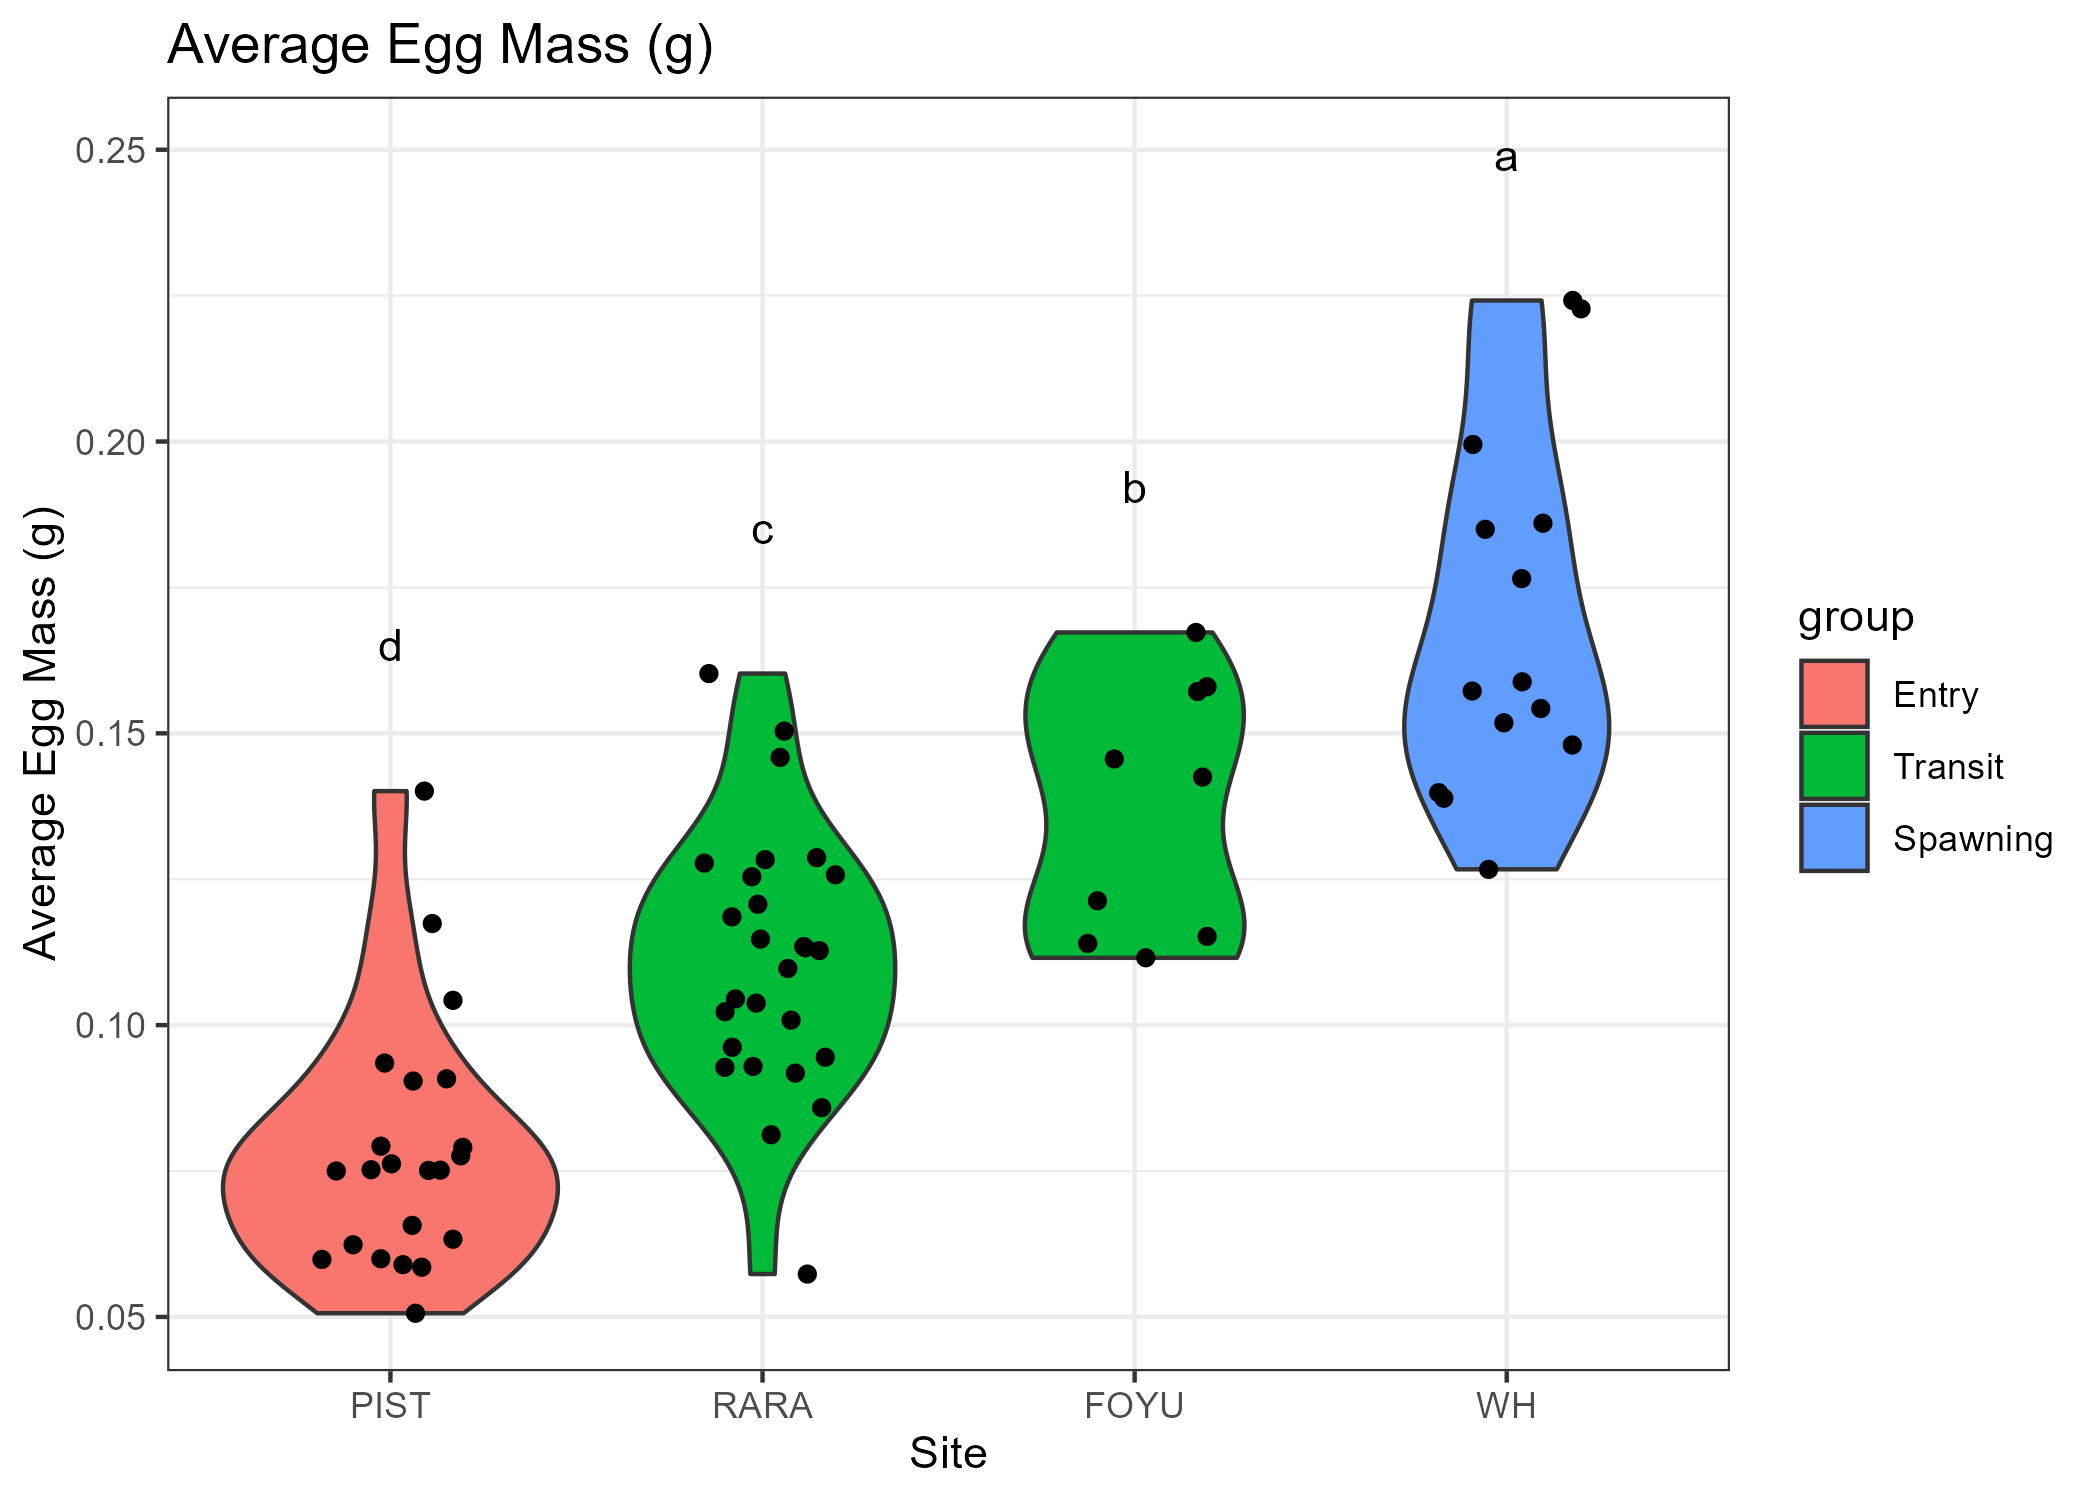 Average Egg Mass (g)
Average Egg Mass (g)
0.25
0.20
0.15
0.10
0.05
a
b
c
d
PIST
RARA
FOYU
WH
Site
group
Entry
Transit
Spawning